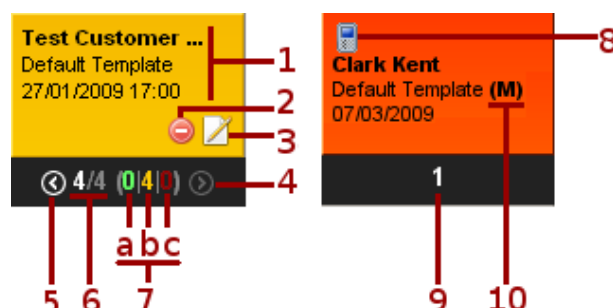 Test Customer ...
Default Template
27/01/2009 17:00
1
2
3
4/4 (0|4|0)
4
a b c
5 6 7
8
Clark Kent
Default Template (M)
07/03/2009
1
9 10